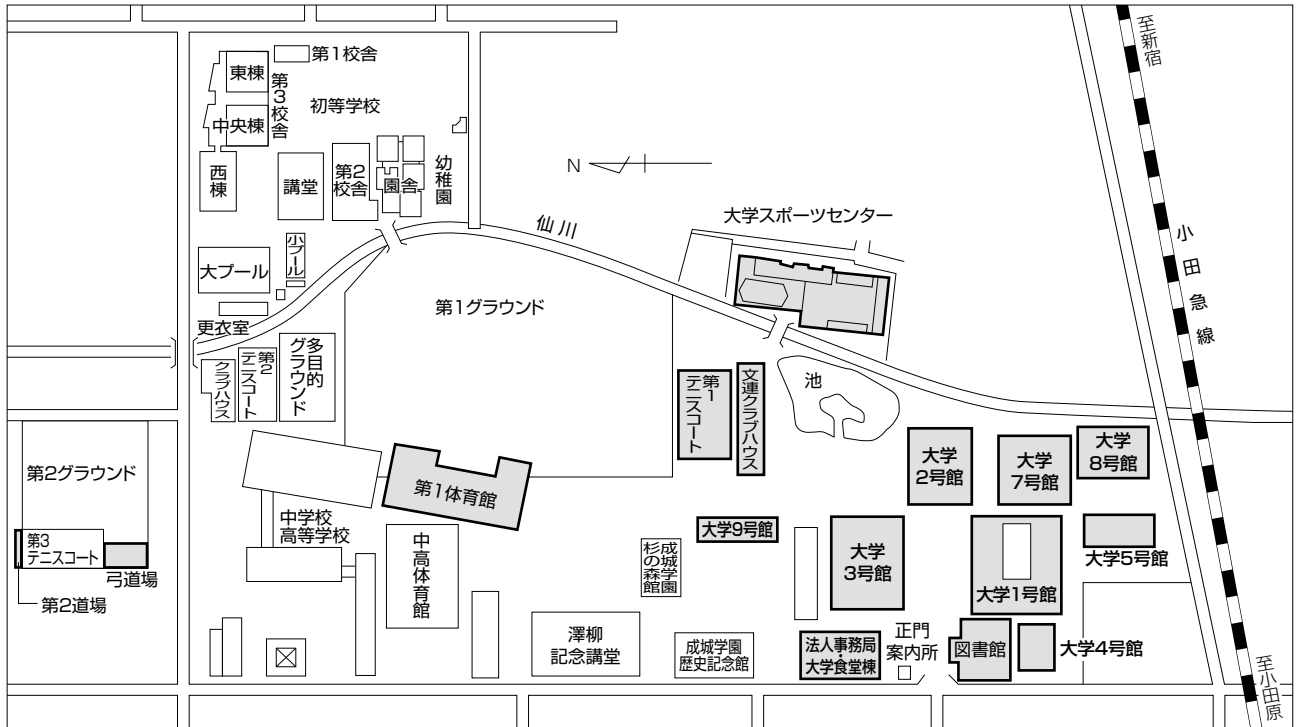 至新宿
第1校舎
東棟
第3校舎
初等学校
中央棟
西棟
講堂
第2校舎
園舎
幼稚園
N
大学スポーツセンター
仙川
小田急線
小プール
大プール
第1グラウンド
更衣室
クラブハウス
第2
テニスコート
多目的
グラウンド
第1
テニスコート
文連クラブハウス
池
大学
2号館
大学
7号館
大学
8号館
第2グラウンド
第1体育館
中学校
高等学校
第3
テニスコート
弓道場
第2道場
中高体育館
大学9号館
成城学園
杉の森館
大学
3号館
大学1号館
大学5号館
澤柳
記念講堂
成城学園
歴史記念館
法人事務局
・
大学食堂棟
正門
案内所
図書館
大学4号館
至小田原